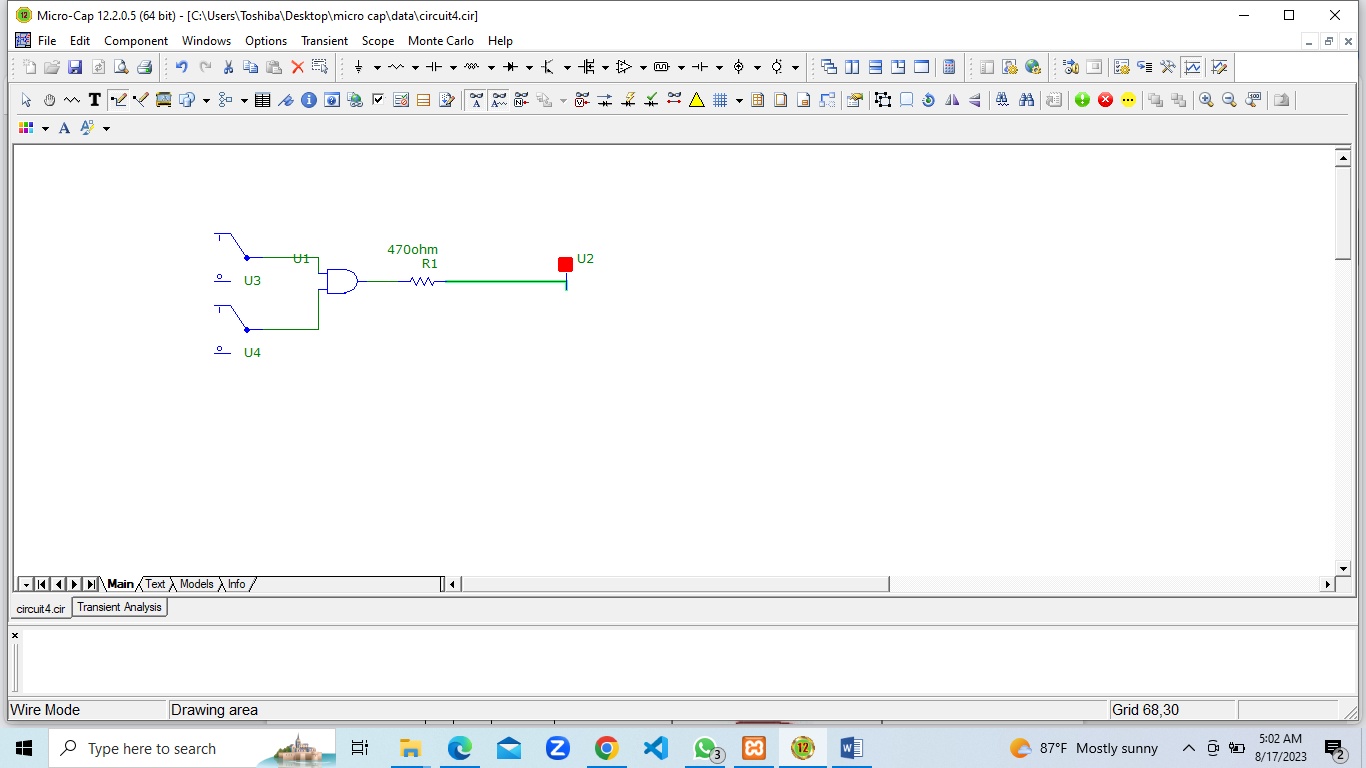 Micro-Cap 12.2.0.5 (64 bit) - [C:\Users\Toshiba\Desktop\micro cap\data\circuit4.cir]
File Edit Component Windows Options Transient Scope Monte Carlo Help
470ohm
U1 R1 U2
U3
U4
Main Text Models Info
circuit4.cir Transient Analysis
Wire Mode Drawing area Grid 68,30
Type here to search 3 12 87°F Mostly sunny 5:02 AM
8/17/2023 2